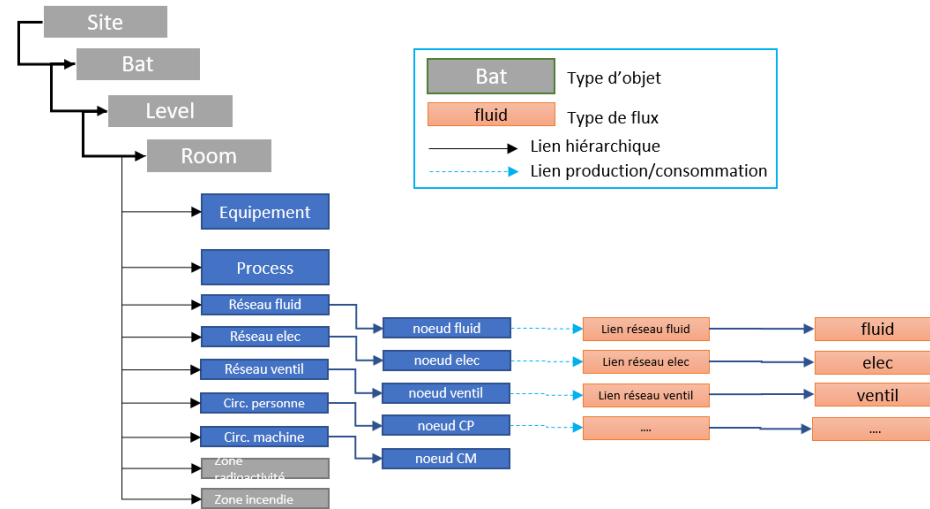 Site
Bat
Level
Room
Bat
Type d'objet
fluid
Type de flux
Lien hiérarchique
Lien production/consommation
Equipement
Process
Réseau fluid
noeud fluid
Lien réseau fluid
fluid
Réseau elec
noeud elec
Lien réseau elec
elec
Réseau ventil
noeud ventil
Lien réseau ventil
ventil
Circ. personne
noeud CP
....
....
Circ. machine
noeud CM
Zone
radioactivité
Zone incendie